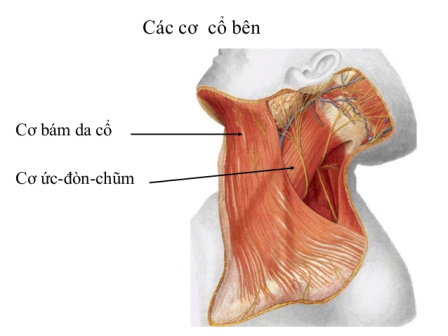 Các cơ cổ bên
Cơ bám da cổ
Cơ ức-đòn-chũm